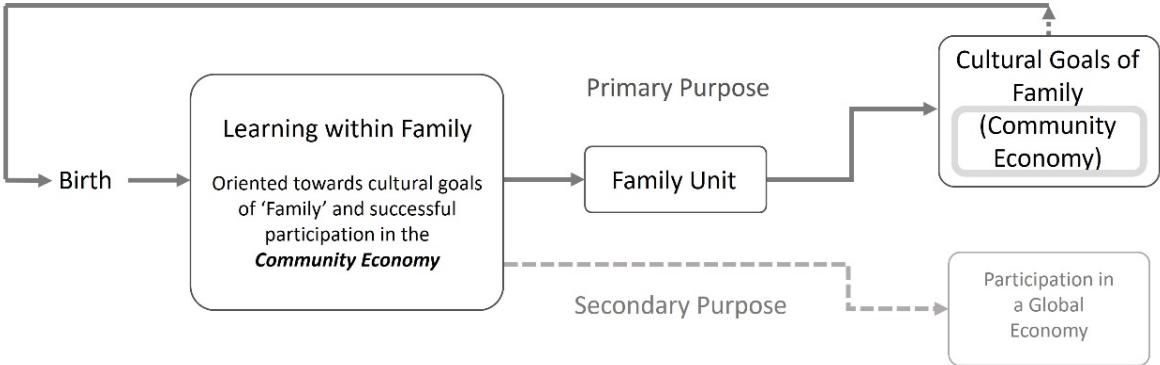 Birth
Learning within Family
Oriented towards cultural goals
of ‘Family’ and successful
participation in the
Community Economy
Primary Purpose
Family Unit
Cultural Goals of
Family
(Community
Economy)
Secondary Purpose
Participation in
a Global
Economy